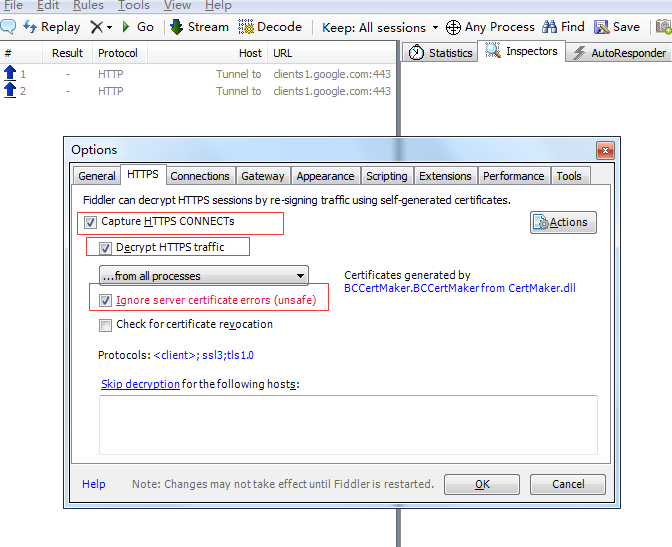 File Edit Rules Tools View Help
Replay Go Stream Decode Keep: All sessions Any Process Find Save
# Result Protocol Host URL
Statistics Inspectors AutoResponder
1 - HTTP Tunnel to clients1.google.com:443
2 - HTTP Tunnel to clients1.google.com:443
Options
General HTTPS Connections Gateway Appearance Scripting Extensions Performance Tools
Fiddler can decrypt HTTPS sessions by re-signing traffic using self-generated certificates.
Capture HTTPS CONNECTs
Actions
Decrypt HTTPS traffic
...from all processes
Certificates generated by
BCCertMaker.BCCertMaker from CertMaker.dll
Ignore server certificate errors (unsafe)
Check for certificate revocation
Protocols: <client>; ssl3;tls1.0
Skip decryption for the following hosts:
Help Note: Changes may not take effect until Fiddler is restarted. OK Cancel